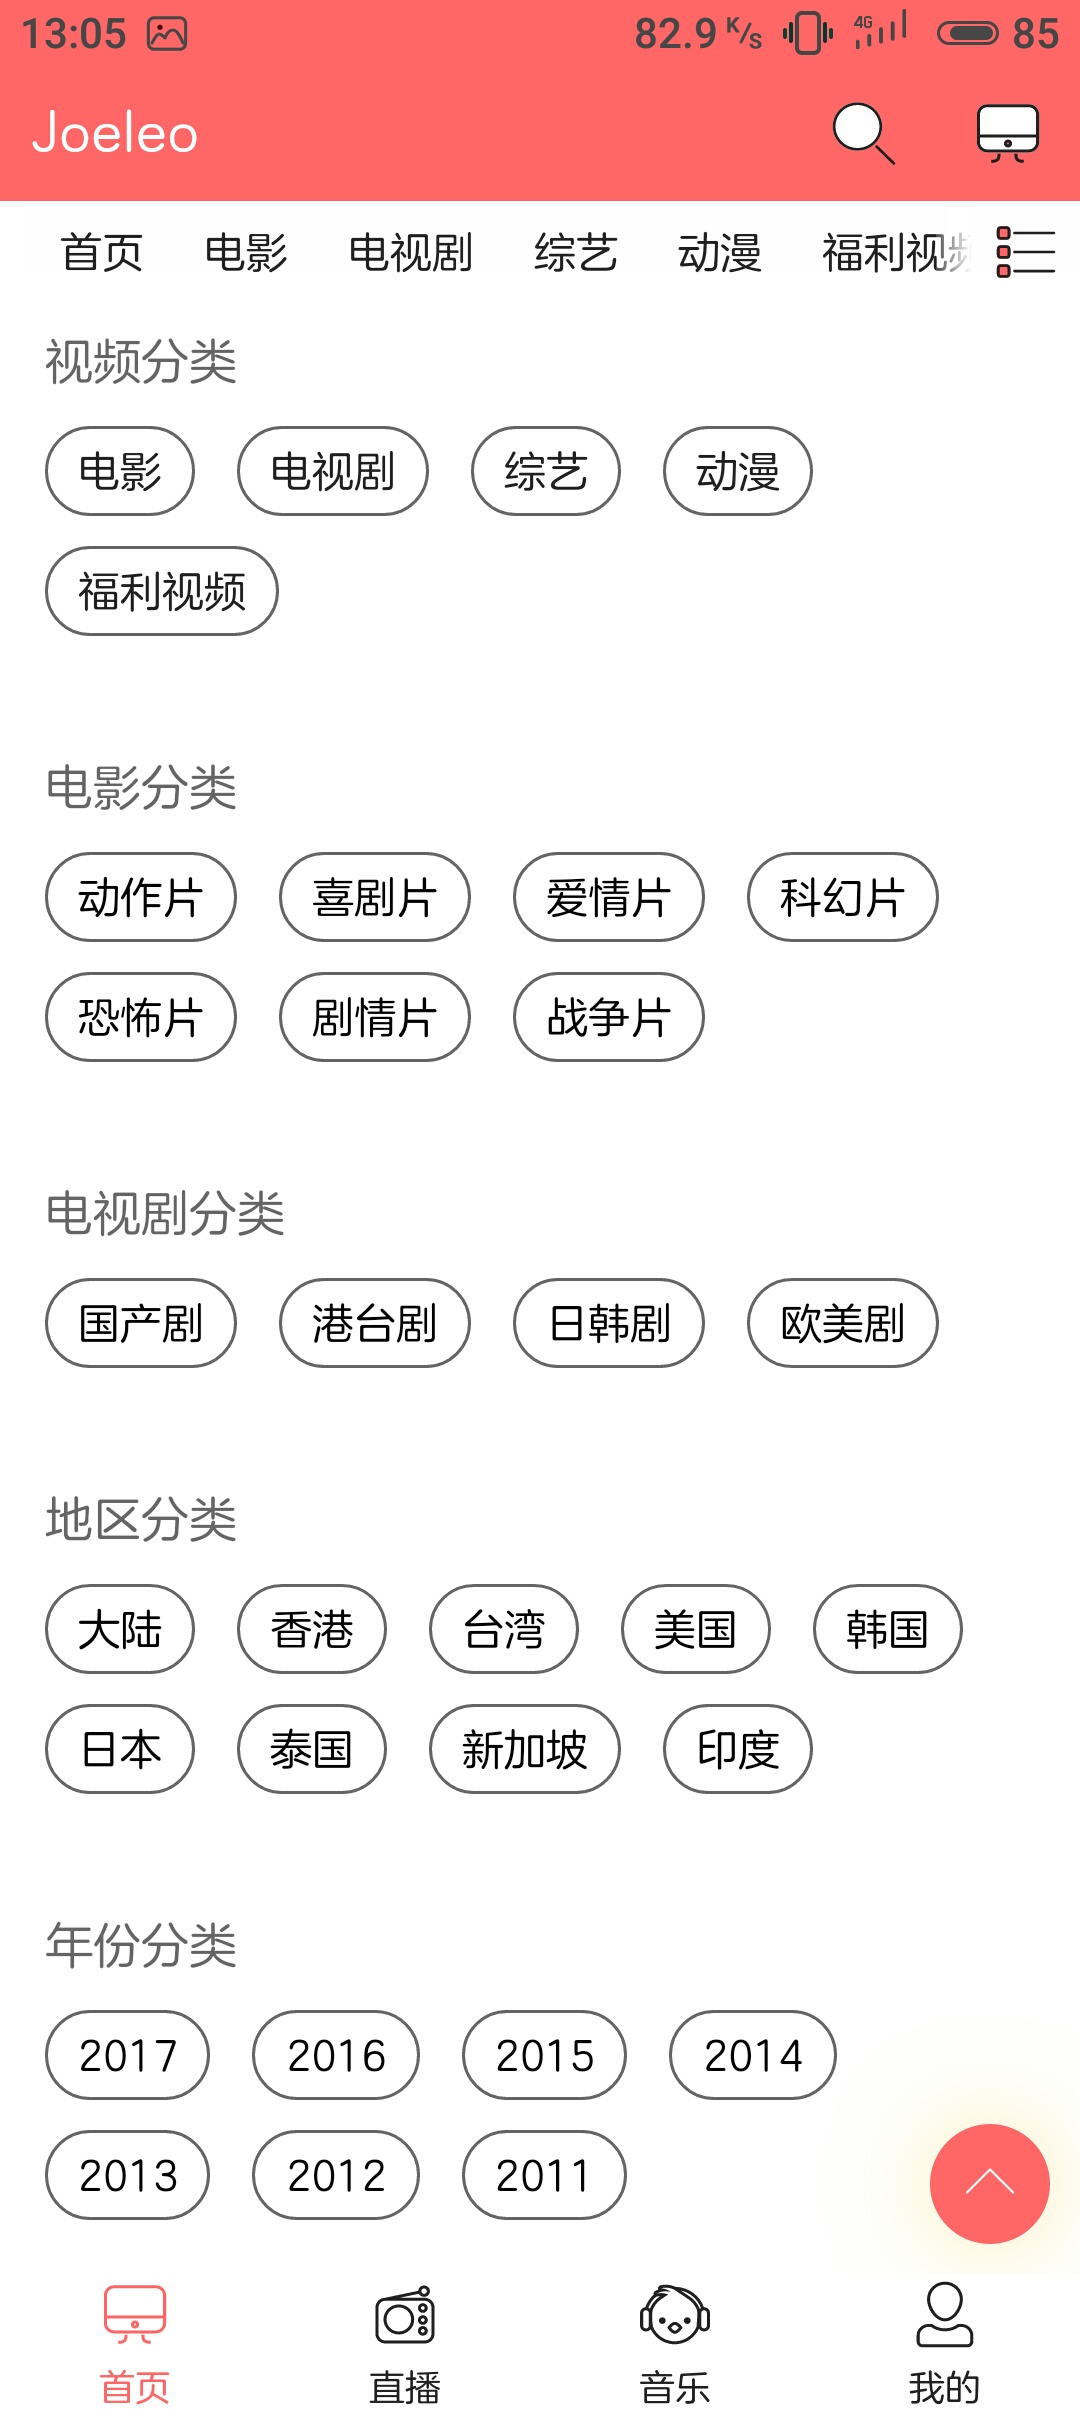 13:05 82.9 K/s 4G 85
Joeleo
首页 电影 电视剧 综艺 动漫 福利视频
视频分类
电影 电视剧 综艺 动漫
福利视频
电影分类
动作片 喜剧片 爱情片 科幻片
恐怖片 剧情片 战争片
电视剧分类
国产剧 港台剧 日韩剧 欧美剧
地区分类
大陆 香港 台湾 美国 韩国
日本 泰国 新加坡 印度
年份分类
2017 2016 2015 2014
2013 2012 2011
首页 直播 音乐 我的